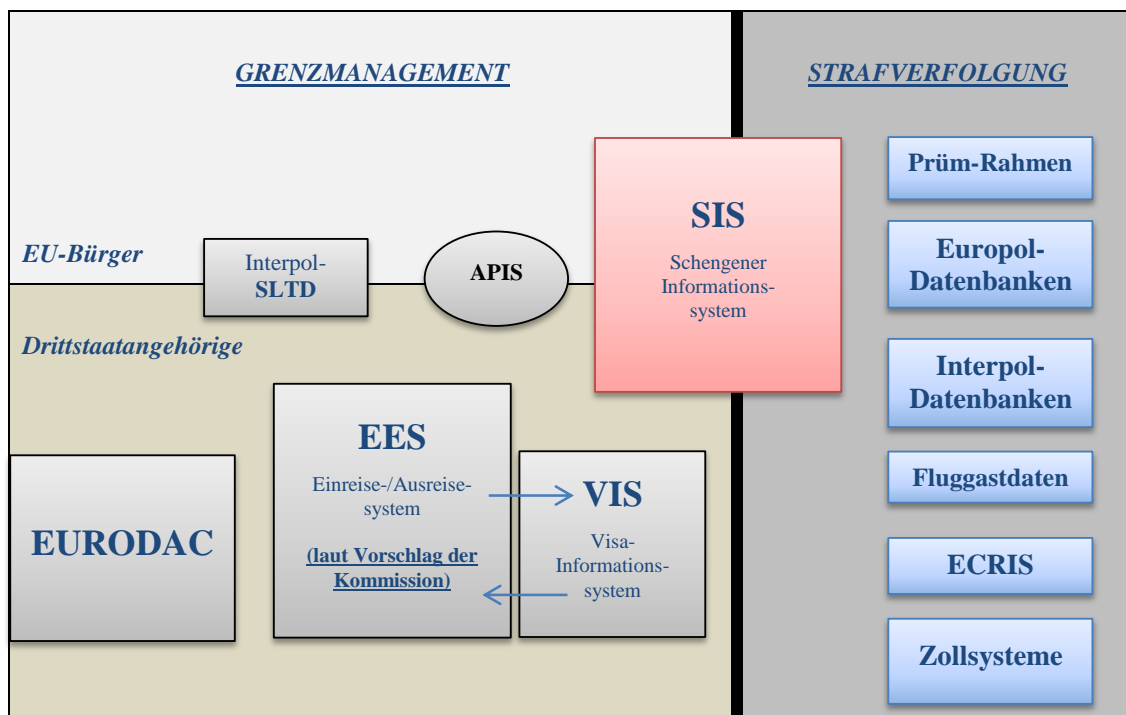 GRENZMANAGEMENT
EU-Bürger
Interpol-
SLTD
APIS
SIS
Schengener
Informations-
system
Drittstaatangehörige
EURODAC
EES
Einreise-/Ausreise-
system
(laut Vorschlag der
Kommission)
VIS
Visa-
Informations-
system
STRAFVERFOLGUNG
Prüm-Rahmen
Europol-
Datenbanken
Interpol-
Datenbanken
Fluggastdaten
ECRIS
Zollsysteme